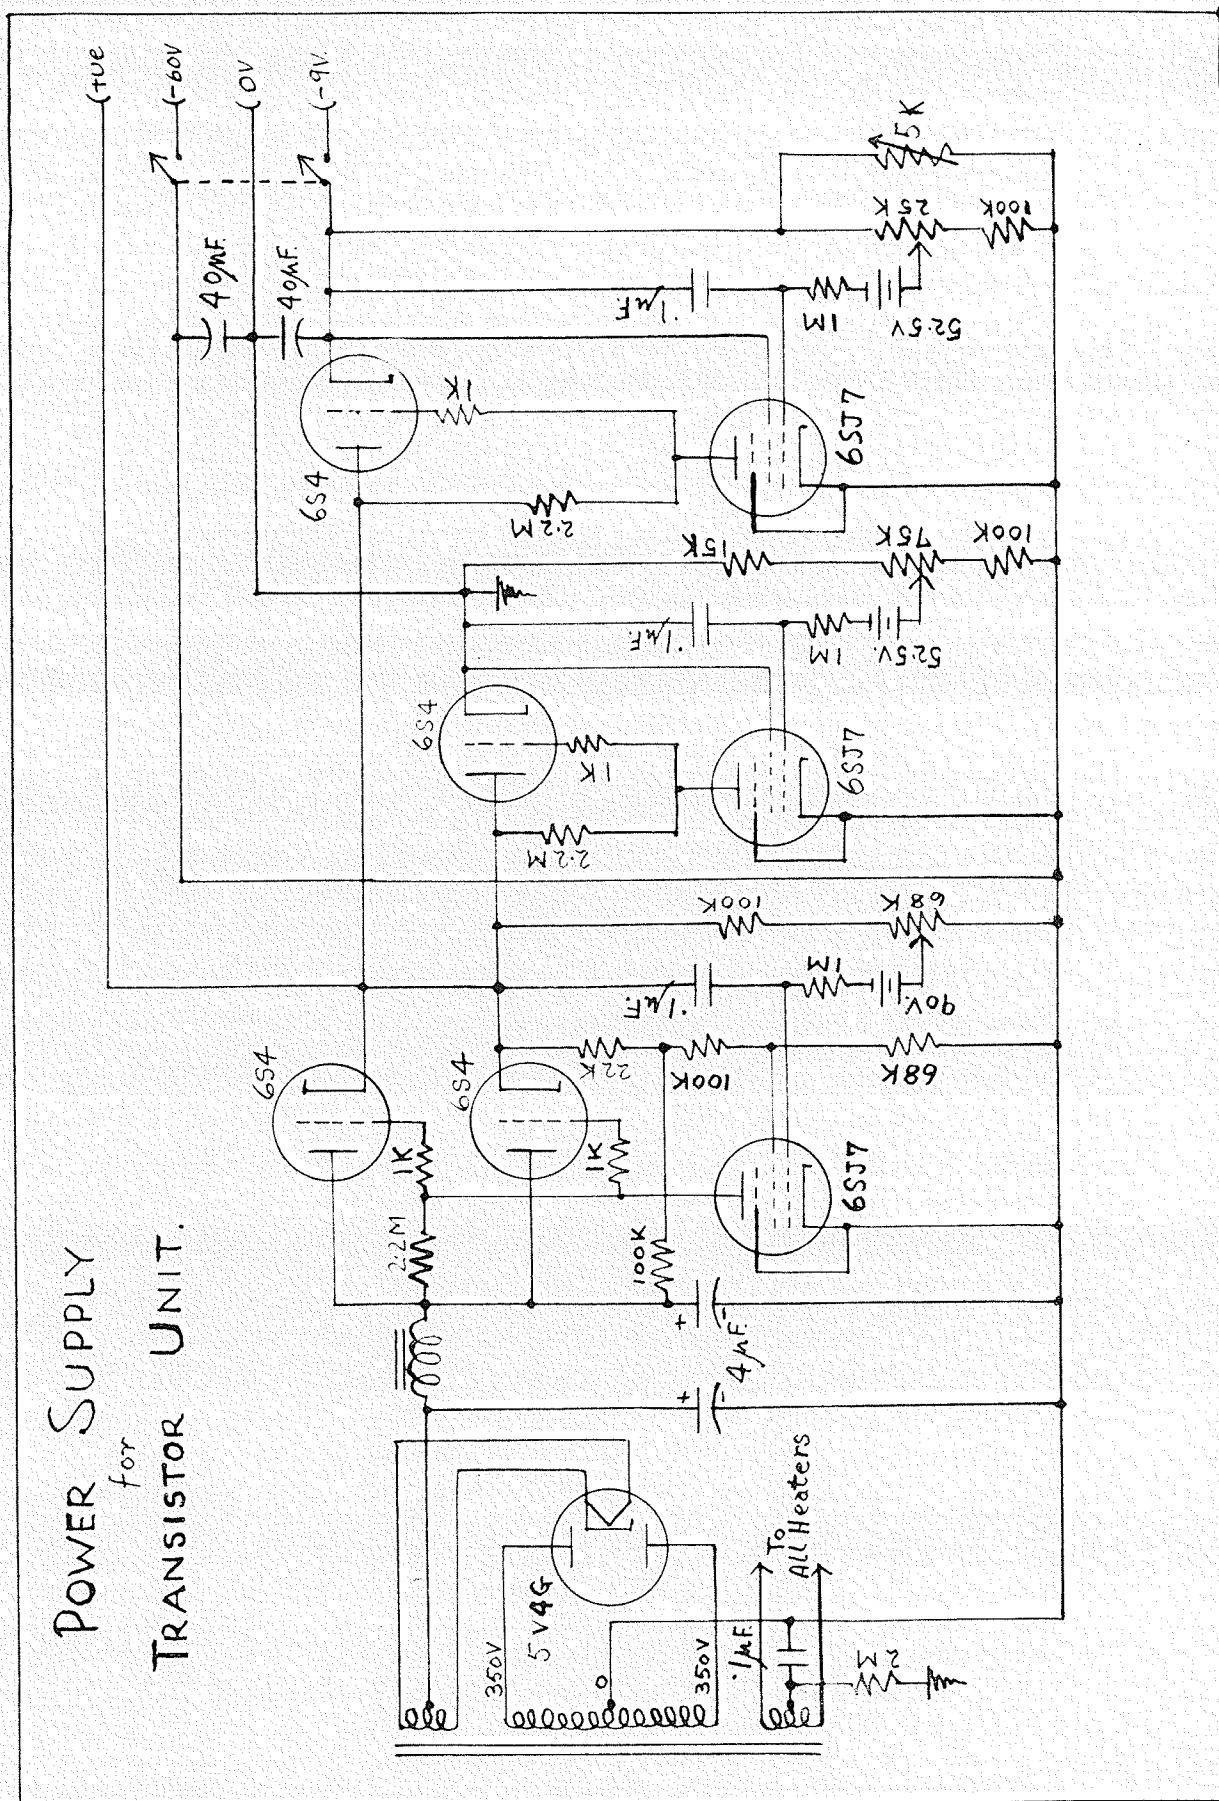 POWER SUPPLY
for
TRANSISTOR UNIT.
(+ve
(-60V
(0V
(-9V.
40µF.
40µF.
6S4
6S4
6S4
6S4
1K
2.2M
1K
1K
2.2M
1K
2.2M
22K
100K
100K
68K
.1µF.
1M
90V.
100K
68K
.1µF.
1M
52.5V.
15K
75K
100K
.1µF
1M
52.5V
25K
100K
5K
6SJ7
6SJ7
6SJ7
4µF.
+
-
+
-
350V
5V4G
0
350V
.1µF.
To
All Heaters
2M